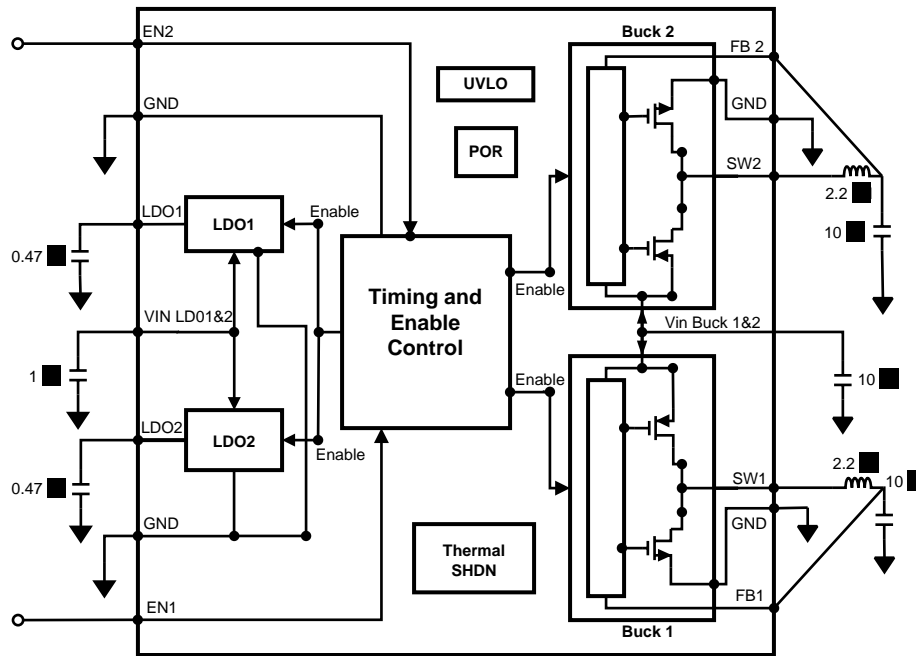 EN2
Buck 2
FB 2
UVLO
GND
GND
POR
SW2
2.2
LDO1
LDO1
Enable
10
0.47
Timing and
Enable
Control
Enable
VIN LD01&2
Vin Buck 1&2
1
Enable
10
LDO2
LDO2
Enable
2.2
SW1
10
0.47
GND
GND
Thermal
SHDN
EN1
FB1
Buck 1